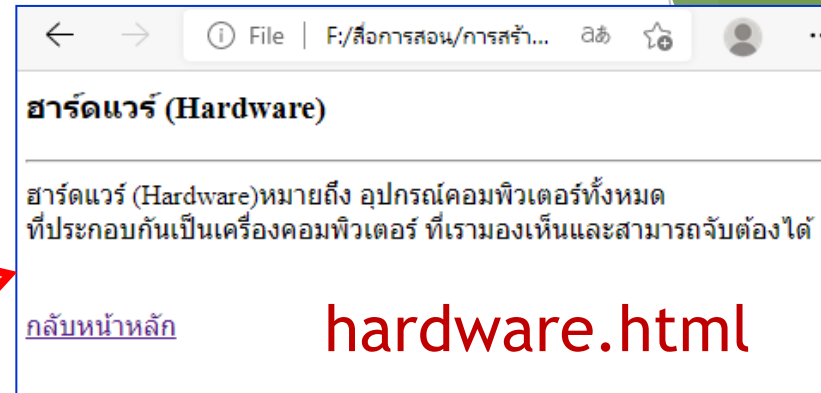 File | F:/สื่อการสอน/การสร้า... aあ
ฮาร์ดแวร์ (Hardware)
ฮาร์ดแวร์ (Hardware)หมายถึง อุปกรณ์คอมพิวเตอร์ทั้งหมด
ที่ประกอบกันเป็นเครื่องคอมพิวเตอร์ ที่เรามองเห็นและสามารถจับต้องได้
กลับหน้าหลัก
hardware.html